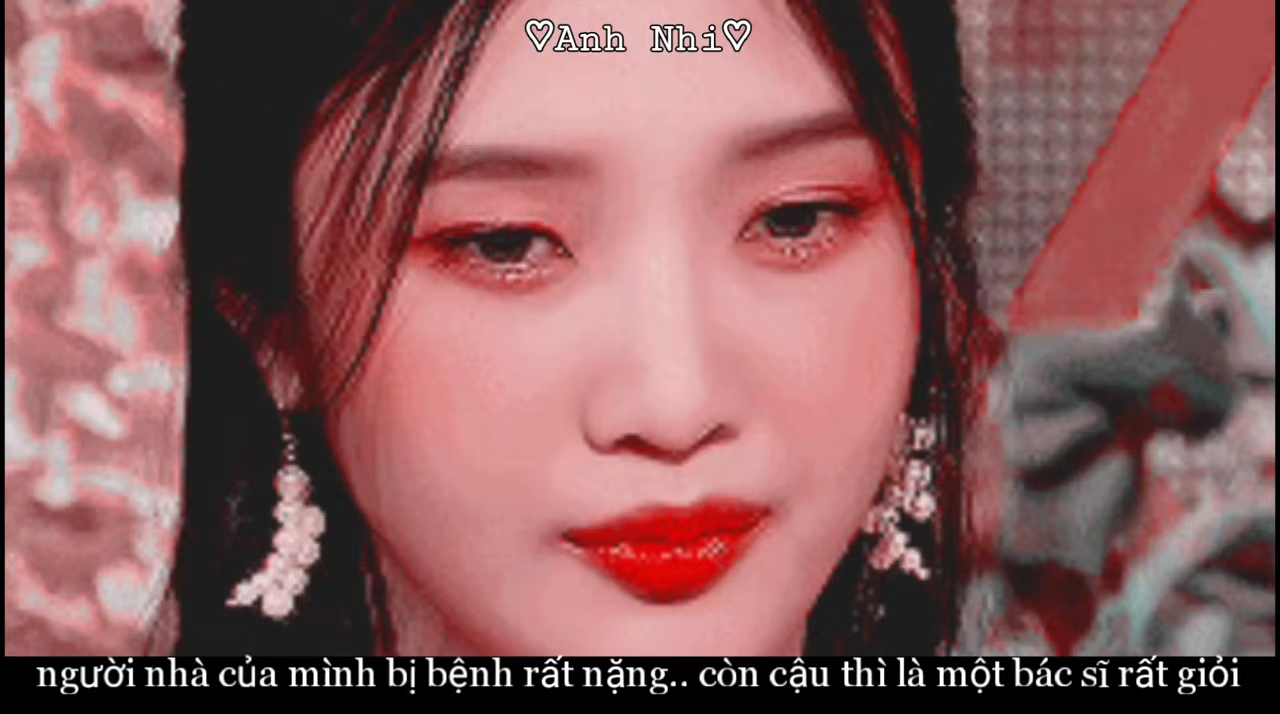 ♡Anh Nhi♡
người nhà của mình bị bệnh rất nặng.. còn cậu thì là một bác sĩ rất giỏi